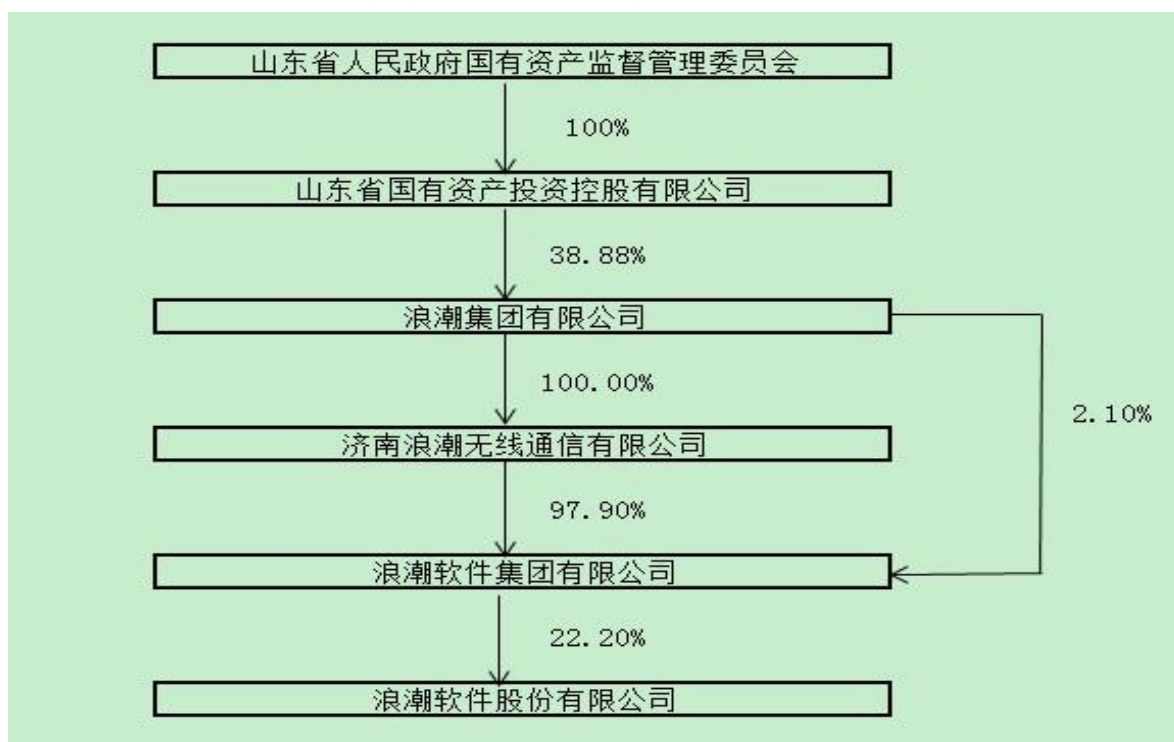 山东省人民政府国有资产监督管理委员会
100%
山东省国有资产投资控股有限公司
38.88%
浪潮集团有限公司
100.00%
2.10%
济南浪潮无线通信有限公司
97.90%
浪潮软件集团有限公司
22.20%
浪潮软件股份有限公司